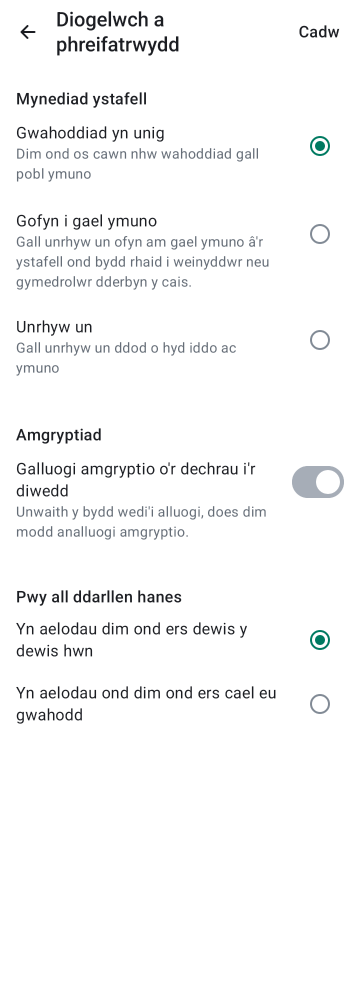 Diogelwch a
phreifatrwydd
Cadw
Mynediad ystafell
Gwahoddiad yn unig
Dim ond os cawn nhw wahoddiad gall
pobl ymuno
Gofyn i gael ymuno
Gall unrhyw un ofyn am gael ymuno â'r
ystafell ond bydd rhaid i weinyddwr neu
gymedrolwr dderbyn y cais.
Unrhyw un
Gall unrhyw un ddod o hyd iddo ac
ymuno
Amgryptiad
Galluogi amgryptio o'r dechrau i'r
diwedd
Unwaith y bydd wedi'i alluogi, does dim
modd analluogi amgryptio.
Pwy all ddarllen hanes
Yn aelodau dim ond ers dewis y
dewis hwn
Yn aelodau ond dim ond ers cael eu
gwahodd